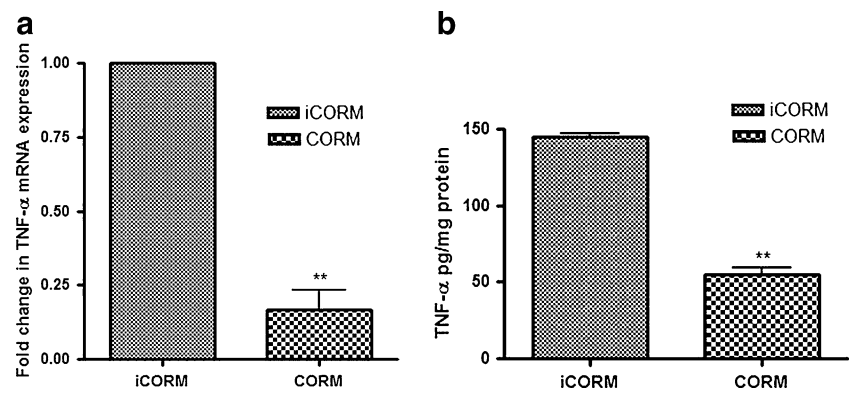 a
Fold change in TNF-α mRNA expression
1.00
0.75
0.50
0.25
0.00
iCORM
CORM
**
iCORM
CORM
b
TNF-α pg/mg protein
150
100
50
0
iCORM
CORM
**
iCORM
CORM